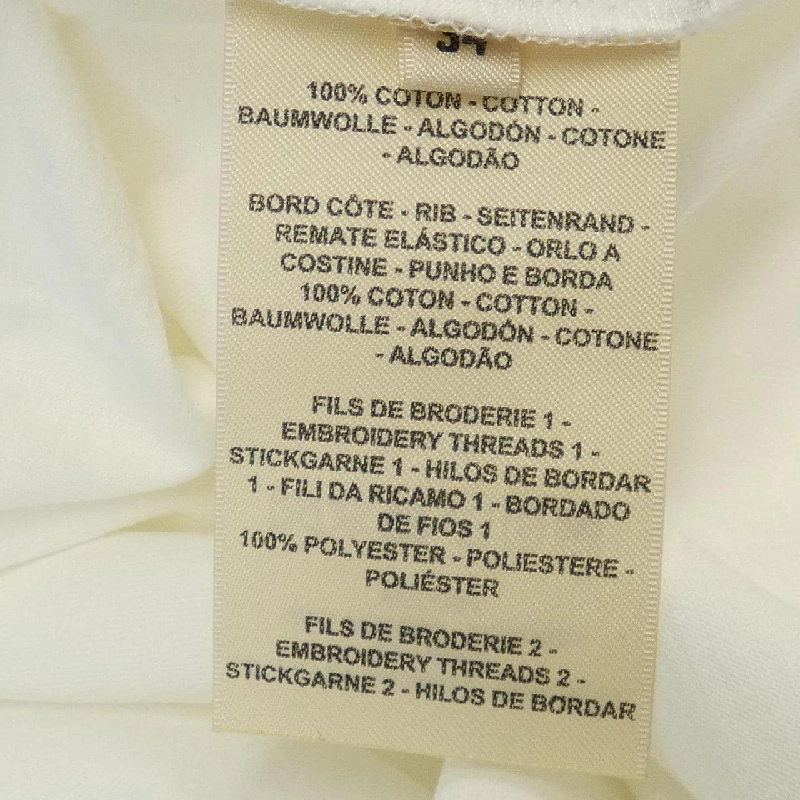 34
100% COTON - COTTON -
BAUMWOLLE - ALGODÓN - COTONE
- ALGODÃO
BORD CÔTE - RIB - SEITENRAND -
REMATE ELÁSTICO - ORLO A
COSTINE - PUNHO E BORDA
100% COTON - COTTON -
BAUMWOLLE - ALGODÓN - COTONE
- ALGODÃO
FILS DE BRODERIE 1 -
EMBROIDERY THREADS 1 -
STICKGARNE 1 - HILOS DE BORDAR
1 - FILI DA RICAMO 1 - BORDADO
DE FIOS 1
100% POLYESTER - POLIESTERE -
POLIÉSTER
FILS DE BRODERIE 2 -
EMBROIDERY THREADS 2 -
STICKGARNE 2 - HILOS DE BORDAR